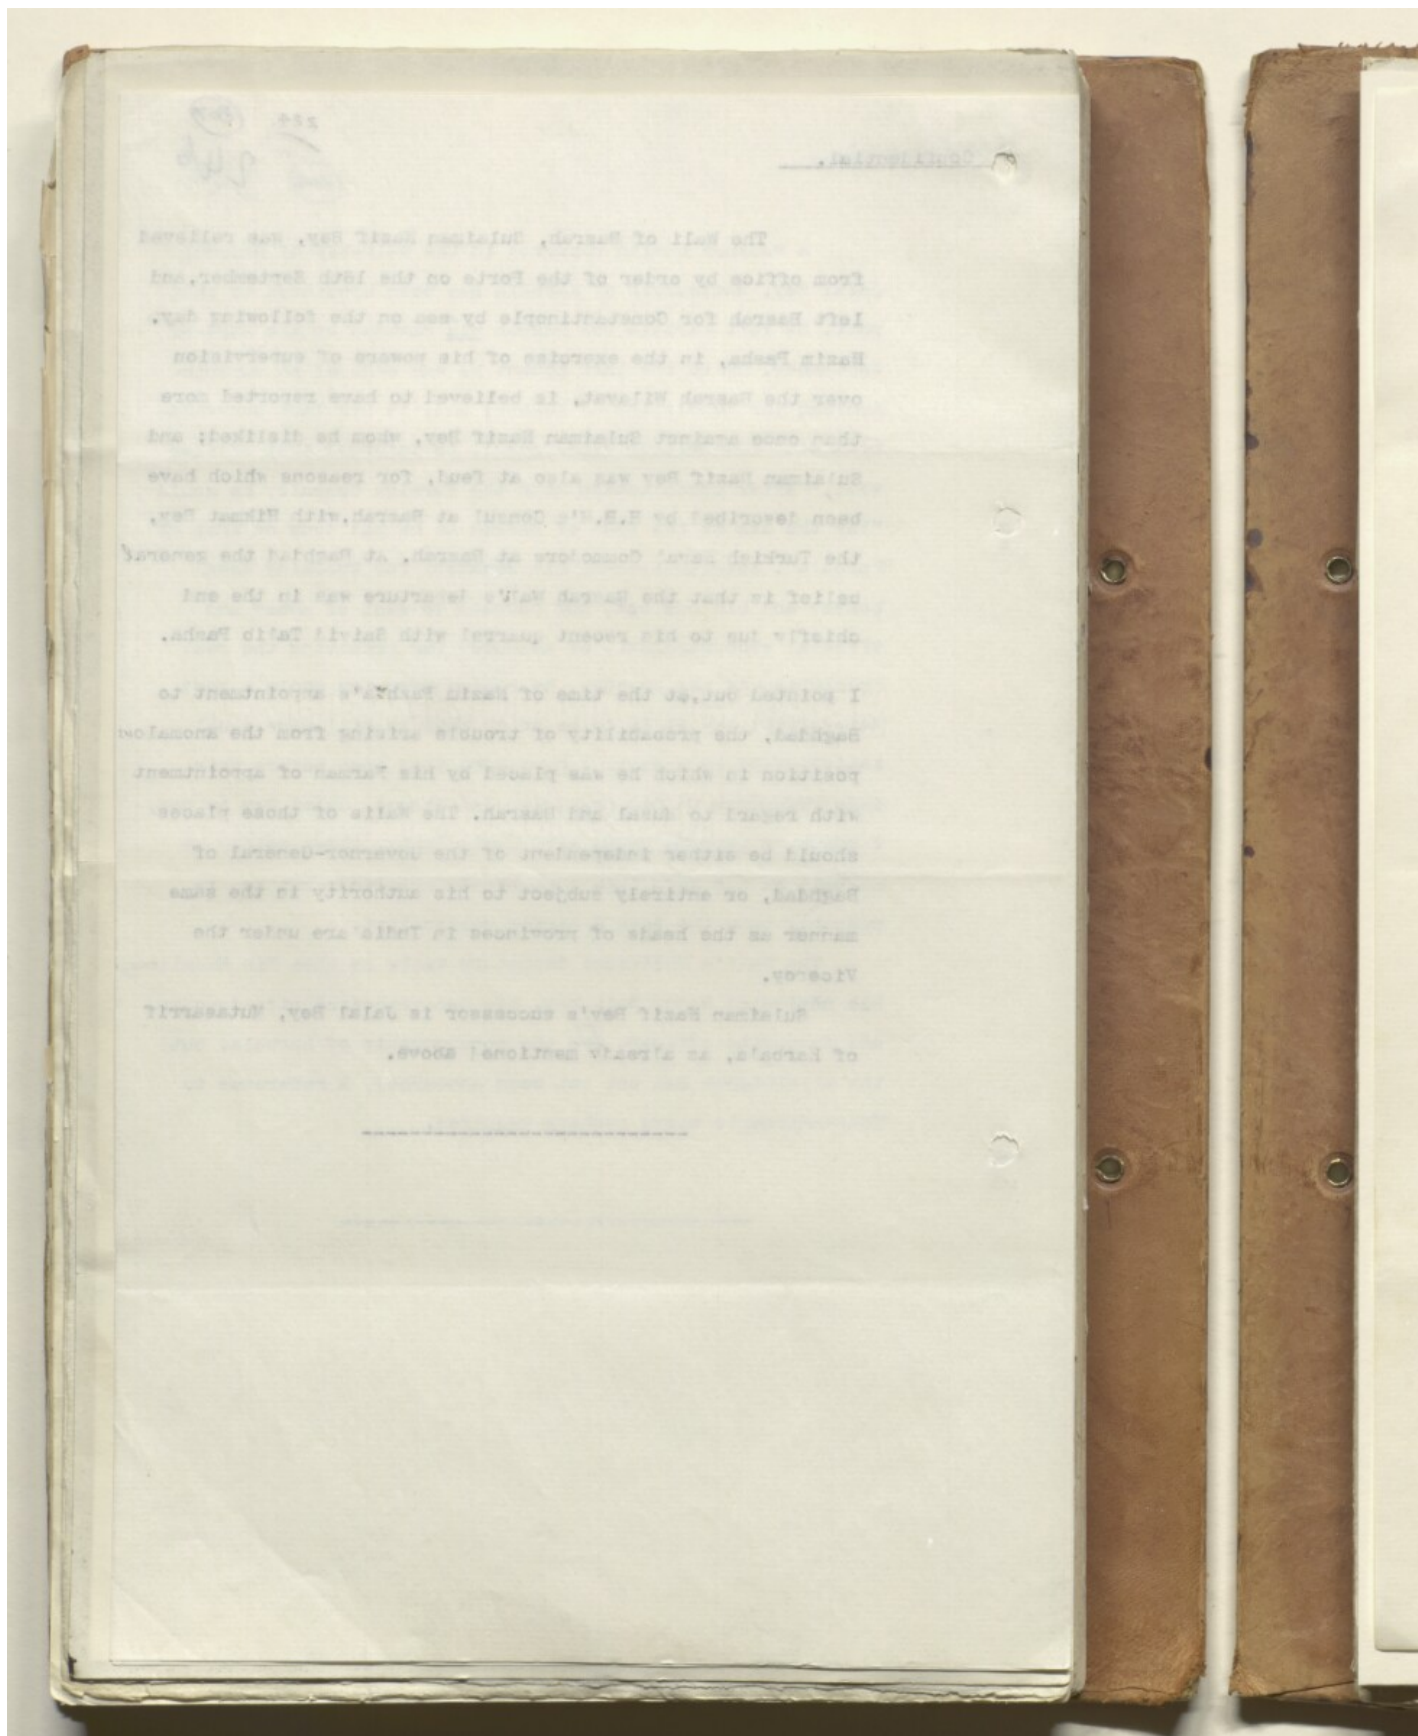 284
Confidential.
The Wali of Basrah, Sulaiman Nazif Bey, was relieved
from office by order of the Porte on the 16th September, and
left Basrah for Constantinople by sea on the following day.
Nazim Pasha, in the exercise of his powers of supervision
over the Basrah Wilayat, is believed to have reported more
than once against Sulaiman Nazif Bey, whom he disliked; and
Sulaiman Nazif Bey was also at feud, for reasons which have
been described by H.B.M's Consul at Basrah, with Hikmat Bey,
the Turkish Naval Commodore at Basrah. At Baghdad the general
belief is that the Basrah Wali's departure was in the end
chiefly due to his recent quarrel with Saiyid Talib Pasha.
I pointed out, at the time of Nazim Pasha's appointment to
Baghdad, the probability of trouble arising from the anomalous
position in which he was placed by his Farman of appointment
with regard to Musal and Basrah. The Walis of those places
should be either independent of the Governor-General of
Baghdad, or entirely subject to his authority in the same
manner as the heads of provinces in India are under the
Viceroy.
Sulaiman Nazif Bey's successor is Jalal Bey, Mutasarrif
of Karbala, as already mentioned above.